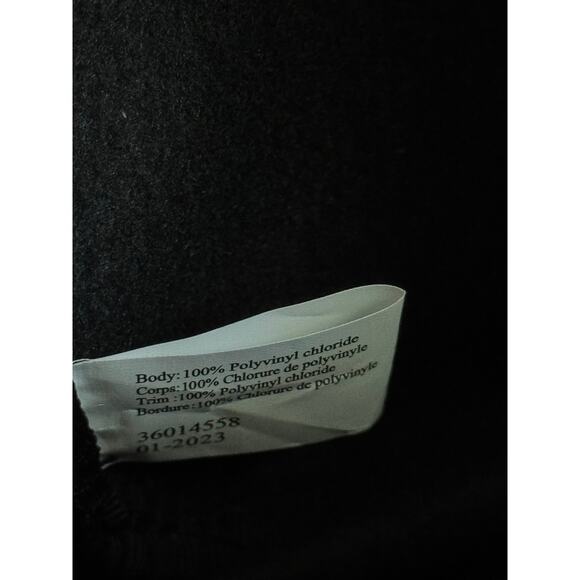 Body: 100% Polyvinyl chloride
Corps: 100% Chlorure de polyvinyle
Trim : 100% Polyvinyl chloride
Bordure: 100% Chlorure de polyvinyle
36014558
01-2023